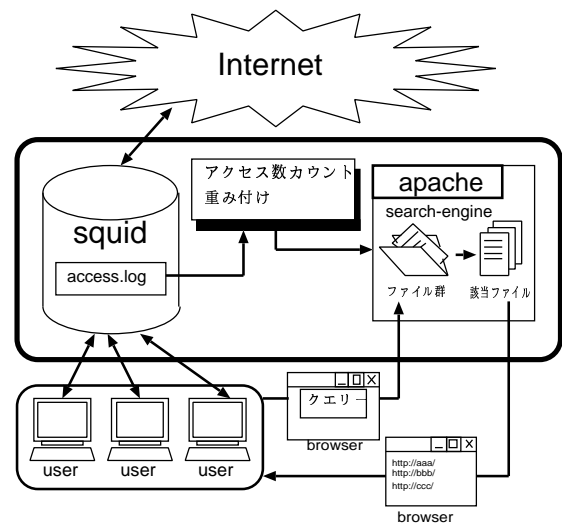 Internet
アクセス数カウント
重み付け
apache
search-engine
squid
access.log
ファイル群
該当ファイル
クエリー
browser
user
user
user
http://aaa/
http://bbb/
http://ccc/
browser